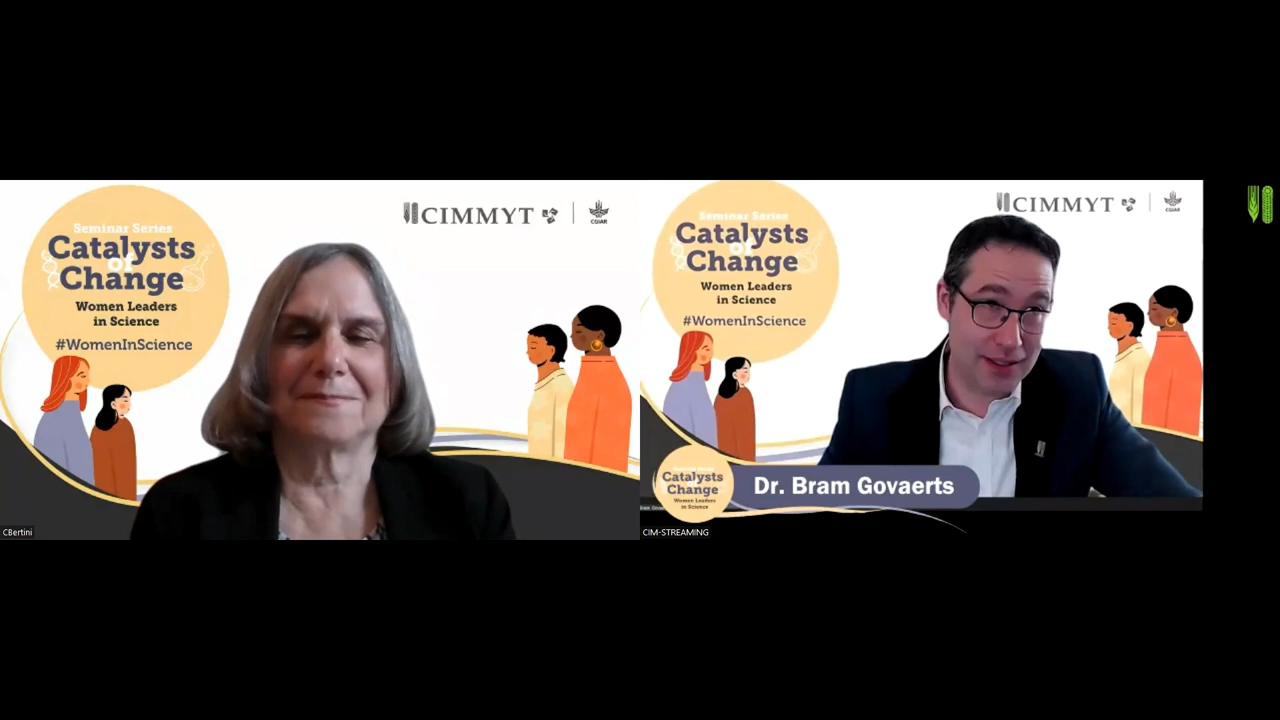 Seminar Series
Catalysts
of
Change
Women Leaders
in Science
#WomenInScience
CIMMYT
CGIAR
CBertini
Seminar Series
Catalysts
of
Change
Women Leaders
in Science
#WomenInScience
CIMMYT
CGIAR
Catalysts
Change
Women Leaders
in Science
Dr. Bram Govaerts
CIM-STREAMING